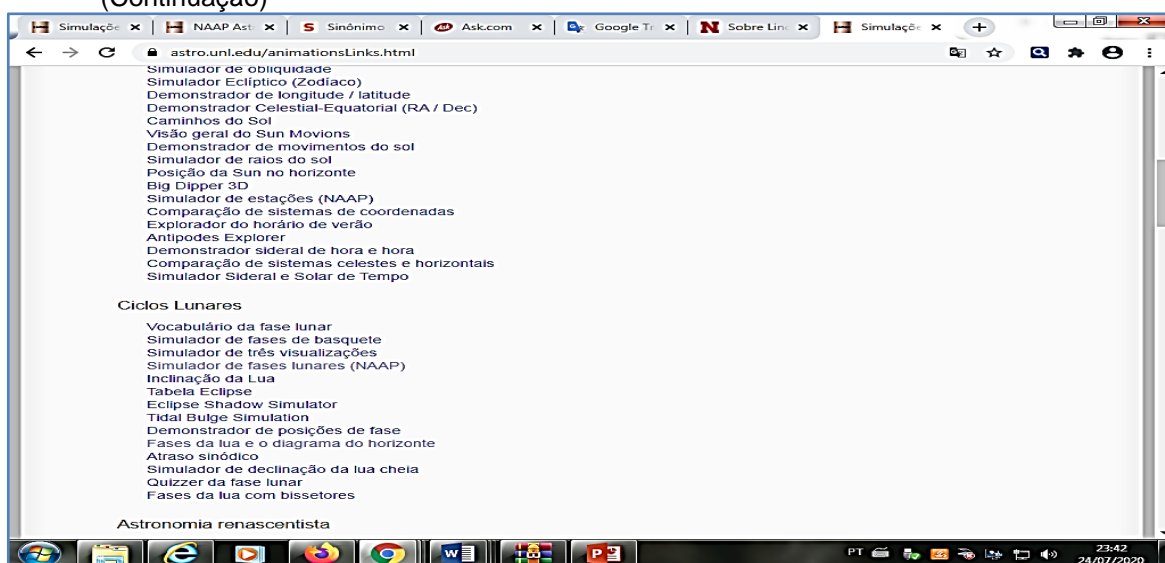 (Continuação)
Simulaçõe
NAAP Ast
Sinônimo
Ask.com
Google Tr
Sobre Lin
Simulaçõe
astro.unl.edu/animationsLinks.html
Simulador de obliquidade
Simulador Eclíptico (Zodíaco)
Demonstrador de longitude / latitude
Demonstrador Celestial-Equatorial (RA / Dec)
Caminhos do Sol
Visão geral do Sun Movions
Demonstrador de movimentos do sol
Simulador de raios do sol
Posição da Sun no horizonte
Big Dipper 3D
Simulador de estações (NAAP)
Comparação de sistemas de coordenadas
Explorador do horário de verão
Antipodes Explorer
Demonstrador sideral de hora e hora
Comparação de sistemas celestes e horizontais
Simulador Sideral e Solar de Tempo
Ciclos Lunares
Vocabulário da fase lunar
Simulador de fases de basquete
Simulador de três visualizações
Simulador de fases lunares (NAAP)
Inclinação da Lua
Tabela Eclipse
Eclipse Shadow Simulator
Tidal Bulge Simulation
Demonstrador de posições de fase
Fases da lua e o diagrama do horizonte
Atraso sinódico
Simulador de declinação da lua cheia
Quizzer da fase lunar
Fases da lua com bissetores
Astronomia renascentista
PT
23:42
24/07/2020